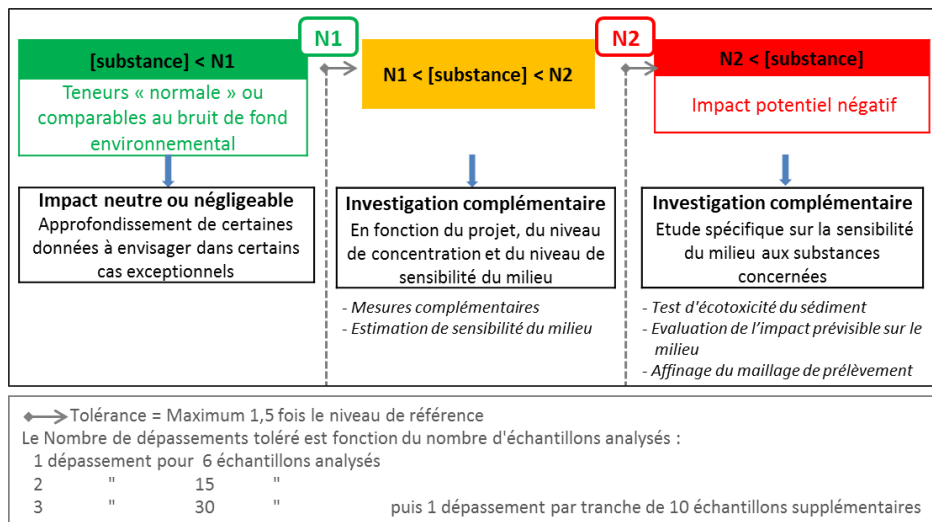 N1
N2
[substance] < N1
Teneurs « normale » ou
comparables au bruit de fond
environnemental
N1 < [substance] < N2
N2 < [substance]
Impact potentiel négatif
Impact neutre ou négligeable
Approfondissement de certaines
données à envisager dans certains
cas exceptionnels
Investigation complémentaire
En fonction du projet, du niveau
de concentration et du niveau de
sensibilité du milieu
- Mesures complémentaires
- Estimation de sensibilité du milieu
Investigation complémentaire
Etude spécifique sur la sensibilité
du milieu aux substances
concernées
- Test d'écotoxicité du sédiment
- Evaluation de l’impact prévisible sur le
milieu
- Affinage du maillage de prélèvement
Tolérance = Maximum 1,5 fois le niveau de référence
Le Nombre de dépassements toléré est fonction du nombre d'échantillons analysés :
1 dépassement pour 6 échantillons analysés
2 " 15 "
3 " 30 " puis 1 dépassement par tranche de 10 échantillons supplémentaires